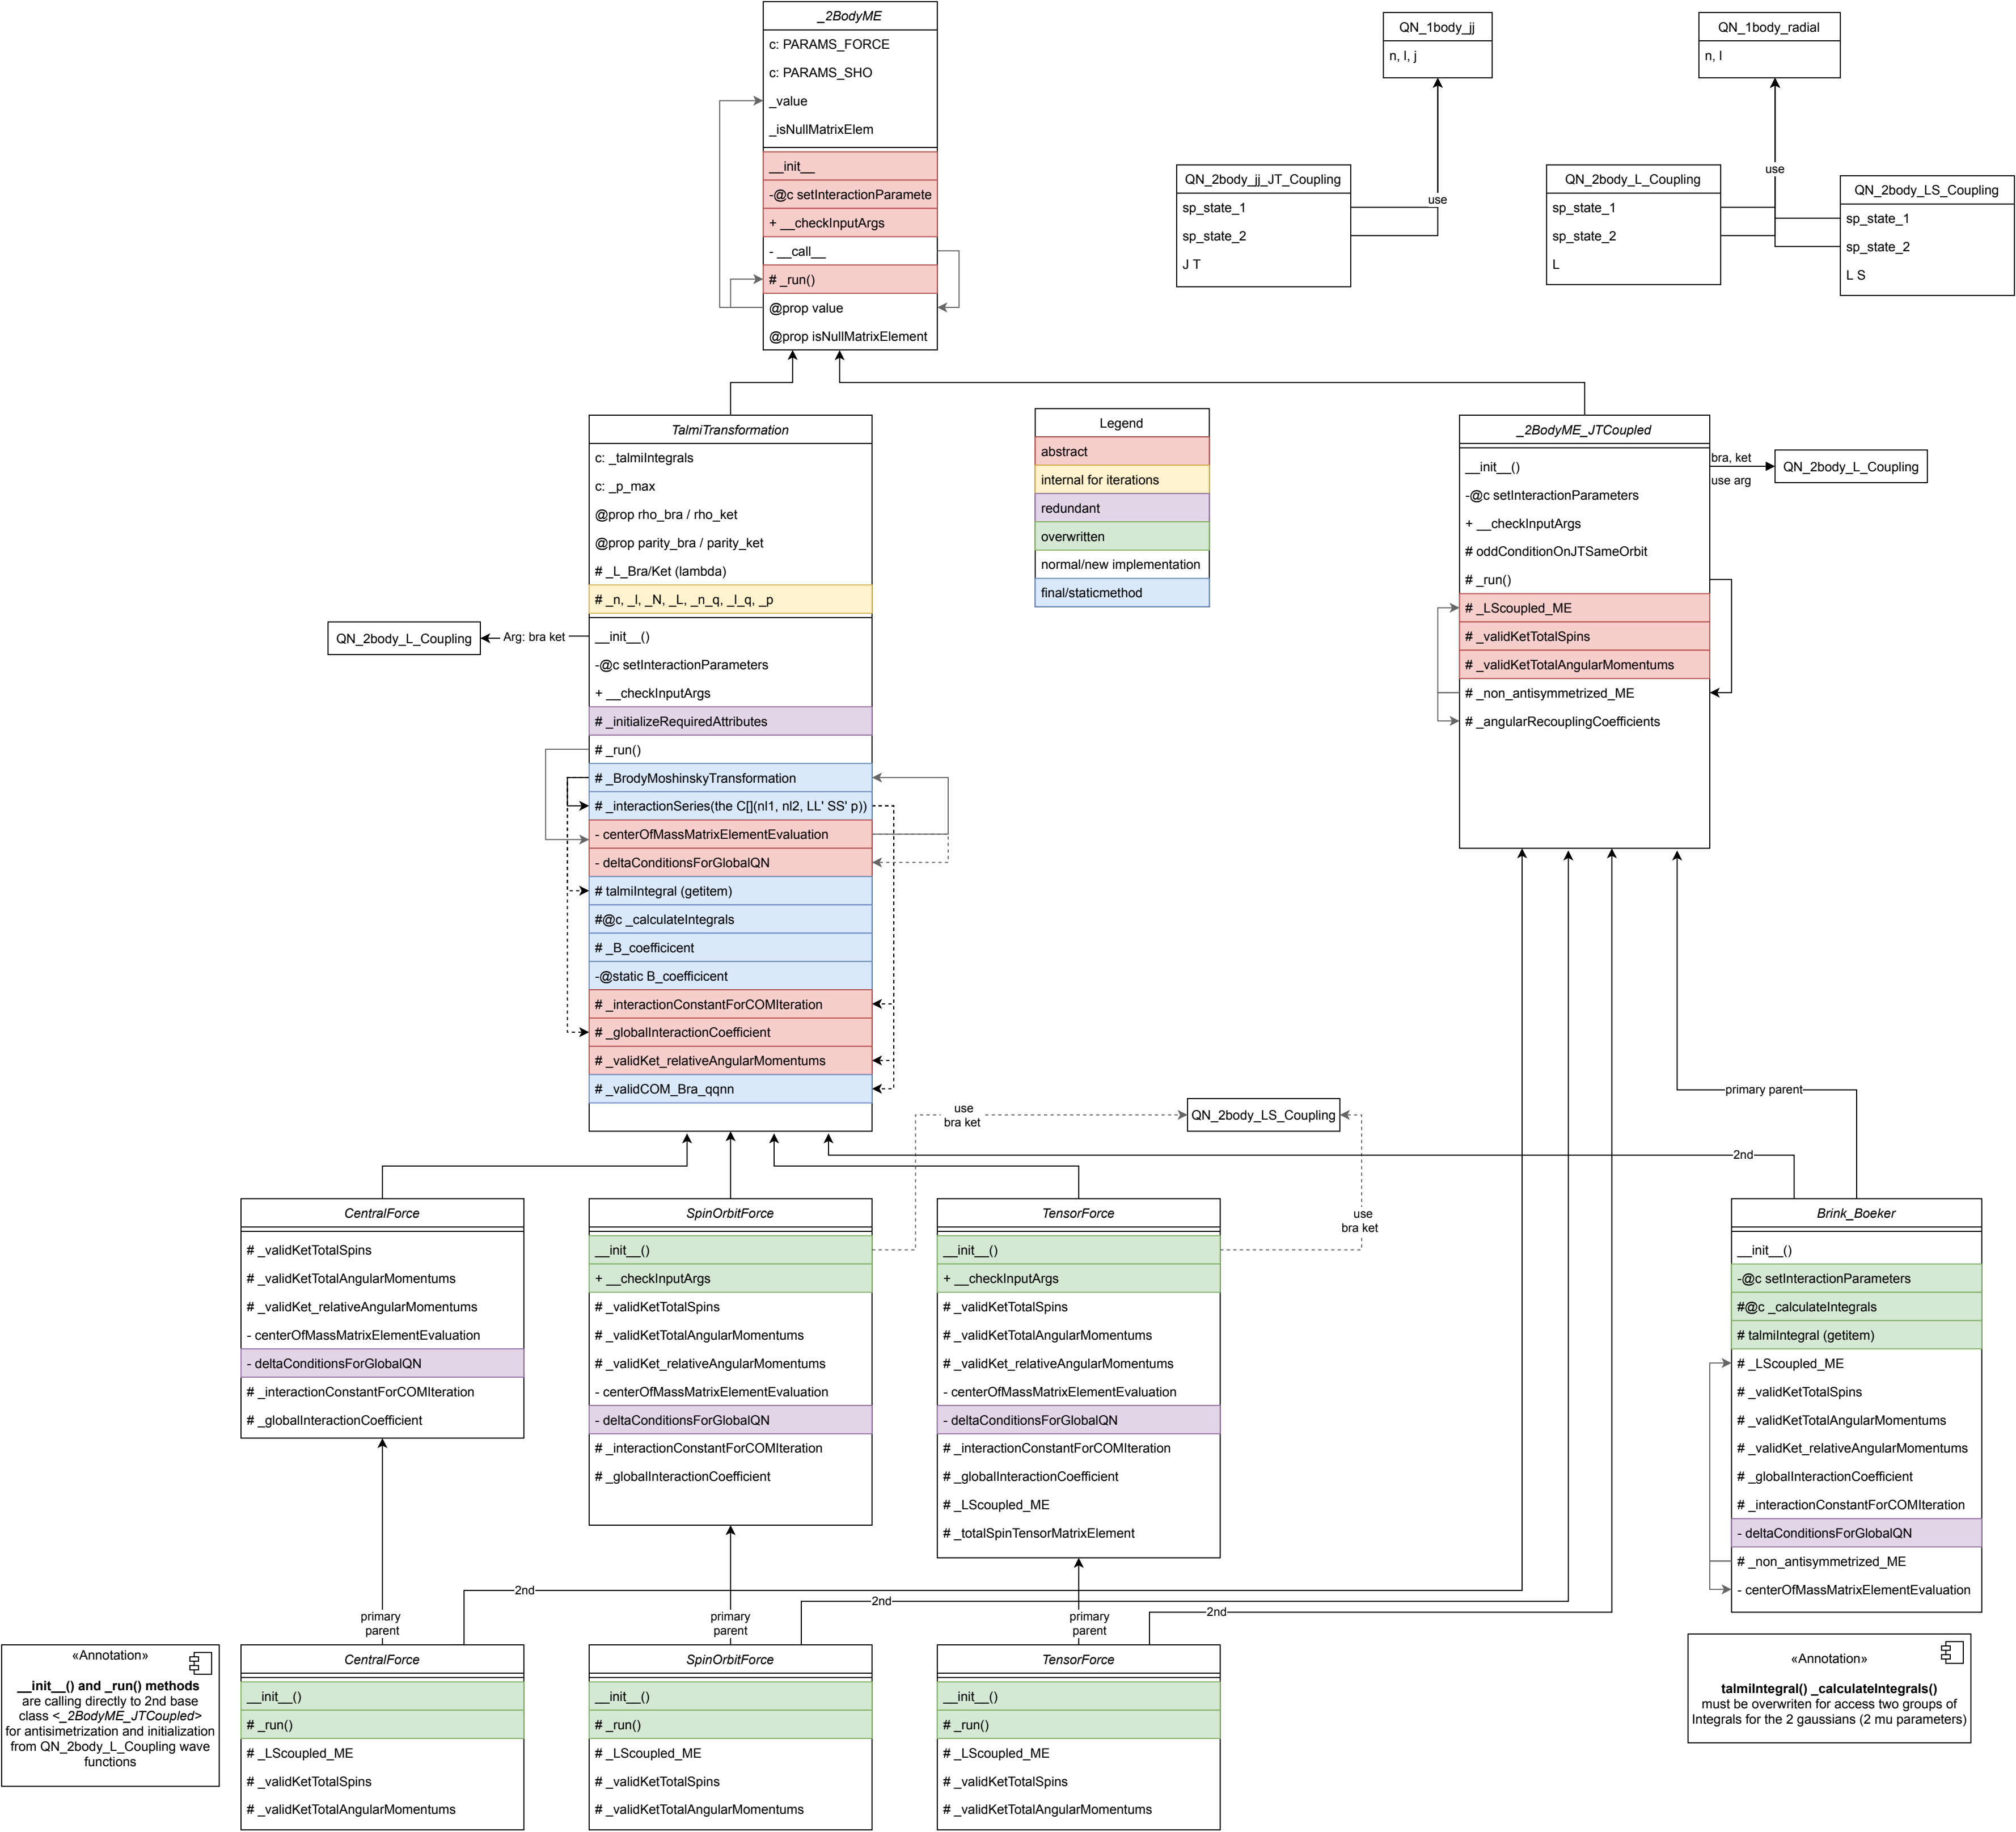 _2BodyME
c: PARAMS_FORCE
c: PARAMS_SHO
_value
_isNullMatrixElem
__init__
-@c setInteractionParamete
+ __checkInputArgs
- __call__
# _run()
@prop value
@prop isNullMatrixElement
QN_1body_jj
n, l, j
QN_1body_radial
n, l
QN_2body_jj_JT_Coupling
sp_state_1
sp_state_2
J T
use
QN_2body_L_Coupling
sp_state_1
sp_state_2
L
use
QN_2body_LS_Coupling
sp_state_1
sp_state_2
L S
TalmiTransformation
c: _talmiIntegrals
c: _p_max
@prop rho_bra / rho_ket
@prop parity_bra / parity_ket
# _L_Bra/Ket (lambda)
# _n, _l, _N, _L, _n_q, _l_q, _p
__init__()
-@c setInteractionParameters
+ __checkInputArgs
# _initializeRequiredAttributes
# _run()
# _BrodyMoshinskyTransformation
# _interactionSeries(the C[](nl1, nl2, LL' SS' p))
- centerOfMassMatrixElementEvaluation
- deltaConditionsForGlobalQN
# talmiIntegral (getitem)
#@c _calculateIntegrals
# _B_coefficicent
-@static B_coefficicent
# _interactionConstantForCOMIteration
# _globalInteractionCoefficient
# _validKet_relativeAngularMomentums
# _validCOM_Bra_qqnn
QN_2body_L_Coupling
Arg: bra ket
Legend
abstract
internal for iterations
redundant
overwritten
normal/new implementation
final/staticmethod
_2BodyME_JTCoupled
__init__()
-@c setInteractionParameters
+ __checkInputArgs
# oddConditionOnJTSameOrbit
# _run()
# _LScoupled_ME
# _validKetTotalSpins
# _validKetTotalAngularMomentums
# _non_antisymmetrized_ME
# _angularRecouplingCoefficients
bra, ket
use arg
QN_2body_L_Coupling
primary parent
use
bra ket
QN_2body_LS_Coupling
2nd
use
bra ket
CentralForce
# _validKetTotalSpins
# _validKetTotalAngularMomentums
# _validKet_relativeAngularMomentums
- centerOfMassMatrixElementEvaluation
- deltaConditionsForGlobalQN
# _interactionConstantForCOMIteration
# _globalInteractionCoefficient
SpinOrbitForce
__init__()
+ __checkInputArgs
# _validKetTotalSpins
# _validKetTotalAngularMomentums
# _validKet_relativeAngularMomentums
- centerOfMassMatrixElementEvaluation
- deltaConditionsForGlobalQN
# _interactionConstantForCOMIteration
# _globalInteractionCoefficient
TensorForce
__init__()
+ __checkInputArgs
# _validKetTotalSpins
# _validKetTotalAngularMomentums
# _validKet_relativeAngularMomentums
- centerOfMassMatrixElementEvaluation
- deltaConditionsForGlobalQN
# _interactionConstantForCOMIteration
# _globalInteractionCoefficient
# _LScoupled_ME
# _totalSpinTensorMatrixElement
Brink_Boeker
__init__()
-@c setInteractionParameters
#@c _calculateIntegrals
# talmiIntegral (getitem)
# _LScoupled_ME
# _validKetTotalSpins
# _validKetTotalAngularMomentums
# _validKet_relativeAngularMomentums
# _globalInteractionCoefficient
# _interactionConstantForCOMIteration
- deltaConditionsForGlobalQN
# _non_antisymmetrized_ME
- centerOfMassMatrixElementEvaluation
2nd
2nd
2nd
primary
parent
primary
parent
primary
parent
«Annotation»
__init__() and _run() methods
are calling directly to 2nd base
class <_2BodyME_JTCoupled>
for antisimetrization and initialization
from QN_2body_L_Coupling wave
functions
CentralForce
__init__()
# _run()
# _LScoupled_ME
# _validKetTotalSpins
# _validKetTotalAngularMomentums
SpinOrbitForce
__init__()
# _run()
# _LScoupled_ME
# _validKetTotalSpins
# _validKetTotalAngularMomentums
TensorForce
__init__()
# _run()
# _LScoupled_ME
# _validKetTotalSpins
# _validKetTotalAngularMomentums
«Annotation»
talmiIntegral() _calculateIntegrals()
must be overwriten for access two groups of
Integrals for the 2 gaussians (2 mu parameters)